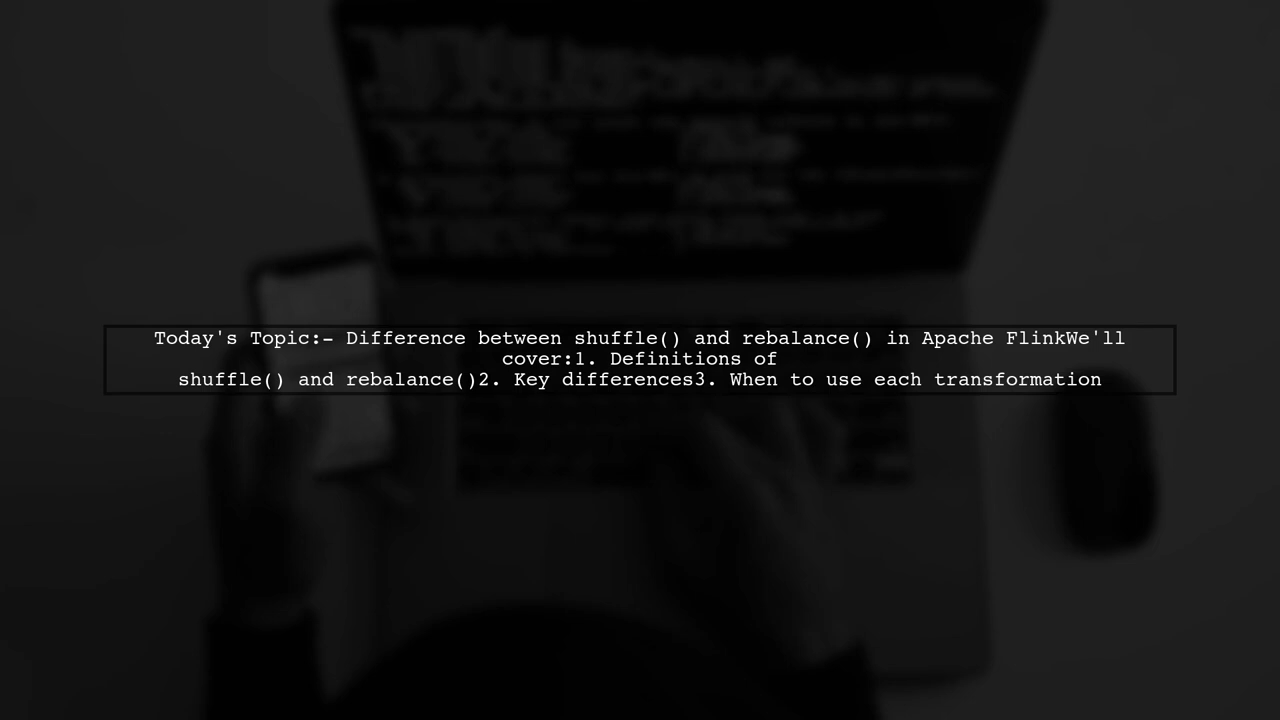 Today's Topic:- Difference between shuffle() and rebalance() in Apache FlinkWe'll
cover:1. Definitions of
shuffle() and rebalance()2. Key differences3. When to use each transformation